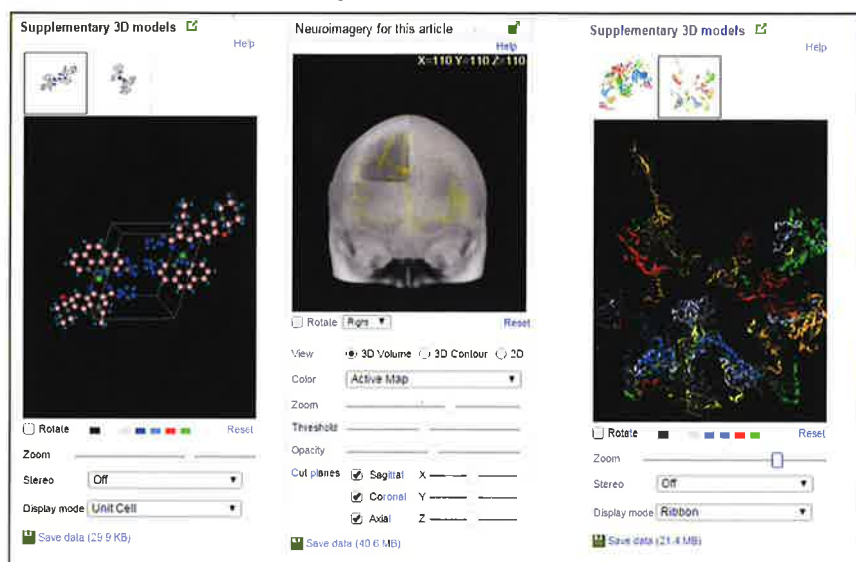 Supplementary 3D models
Help
Rotate
Reset
Zoom
Stereo Off
Display mode Unit Cell
Save data (29.9 KB)
Neuroimagery for this article
Help
X=110 Y=110 Z=110
Rotate Right
Reset
View 3D Volume 3D Contour 2D
Color Active Map
Zoom
Threshold
Opacity
Cut planes Sagittal X
Coronal Y
Axial Z
Save data (40.6 MB)
Supplementary 3D models
Help
Rotate
Reset
Zoom
Stereo Off
Display mode Ribbon
Save data (21.4 MB)